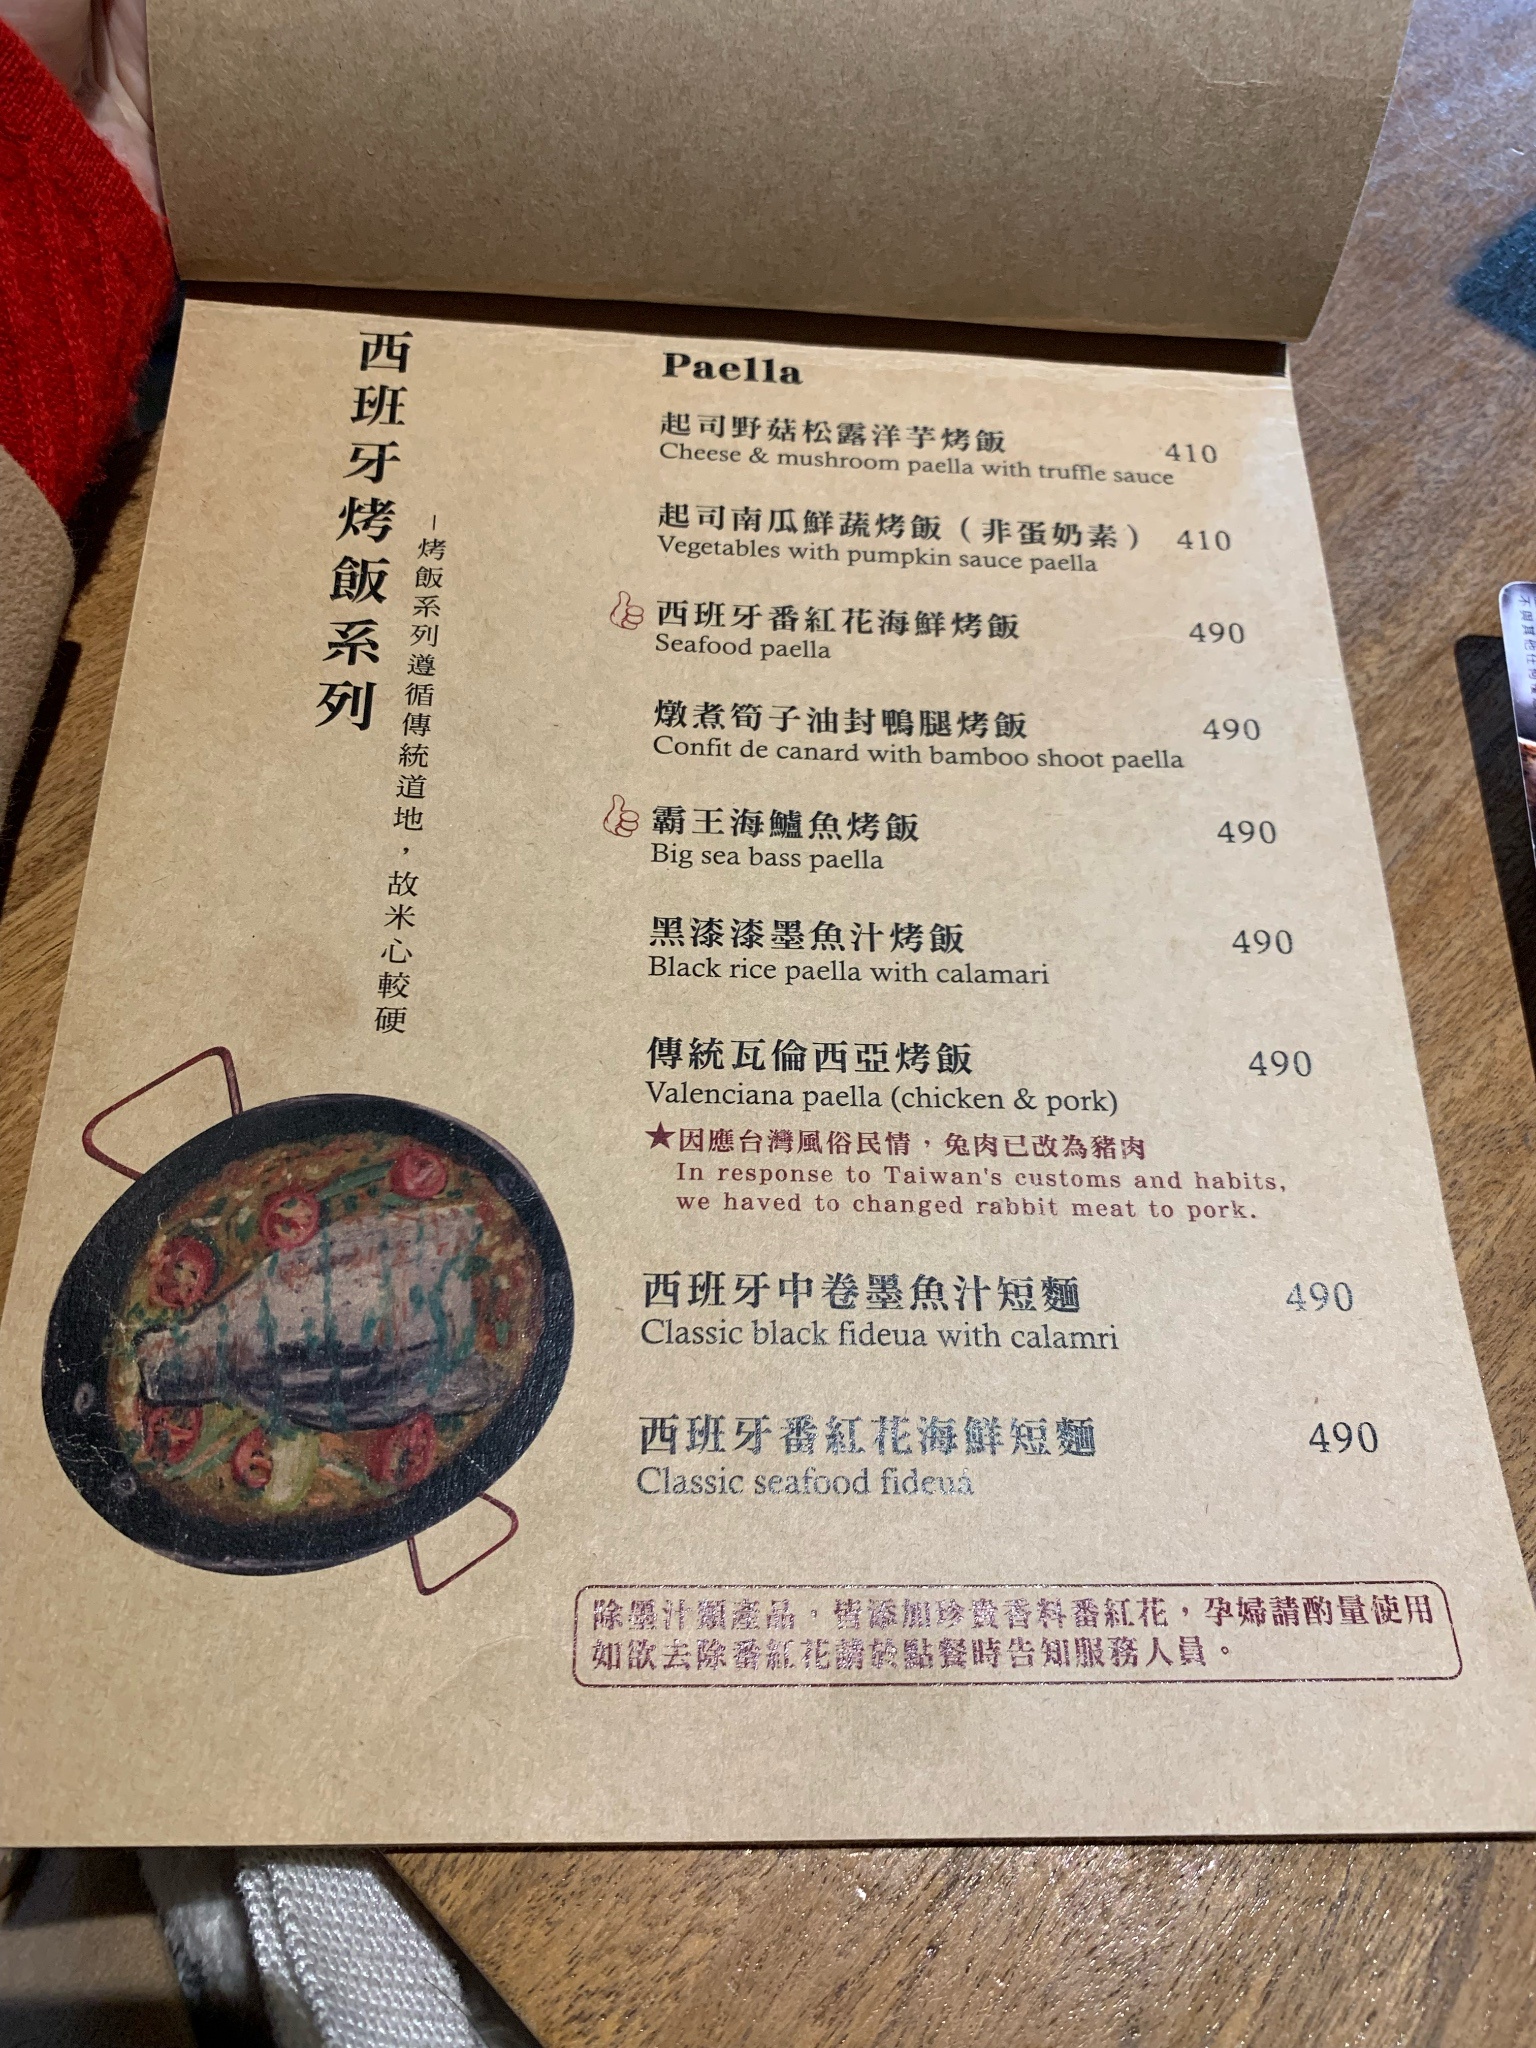 西班牙烤飯系列
–烤飯系列遵循傳統道地，故米心較硬
Paella
起司野菇松露洋芋烤飯 410
Cheese & mushroom paella with truffle sauce
起司南瓜鮮蔬烤飯（非蛋奶素） 410
Vegetables with pumpkin sauce paella
西班牙番紅花海鮮烤飯 490
Seafood paella
燉煮筍子油封鴨腿烤飯 490
Confit de canard with bamboo shoot paella
霸王海鱸魚烤飯 490
Big sea bass paella
黑漆漆墨魚汁烤飯 490
Black rice paella with calamari
傳統瓦倫西亞烤飯 490
Valenciana paella (chicken & pork)
★因應台灣風俗民情，兔肉已改為豬肉
In response to Taiwan's customs and habits,
we haved to changed rabbit meat to pork.
西班牙中卷墨魚汁短麵 490
Classic black fideua with calamri
西班牙番紅花海鮮短麵 490
Classic seafood fideuá
除墨汁類產品，皆添加珍貴香料番紅花，孕婦請酌量使用
如欲去除番紅花請於點餐時告知服務人員。